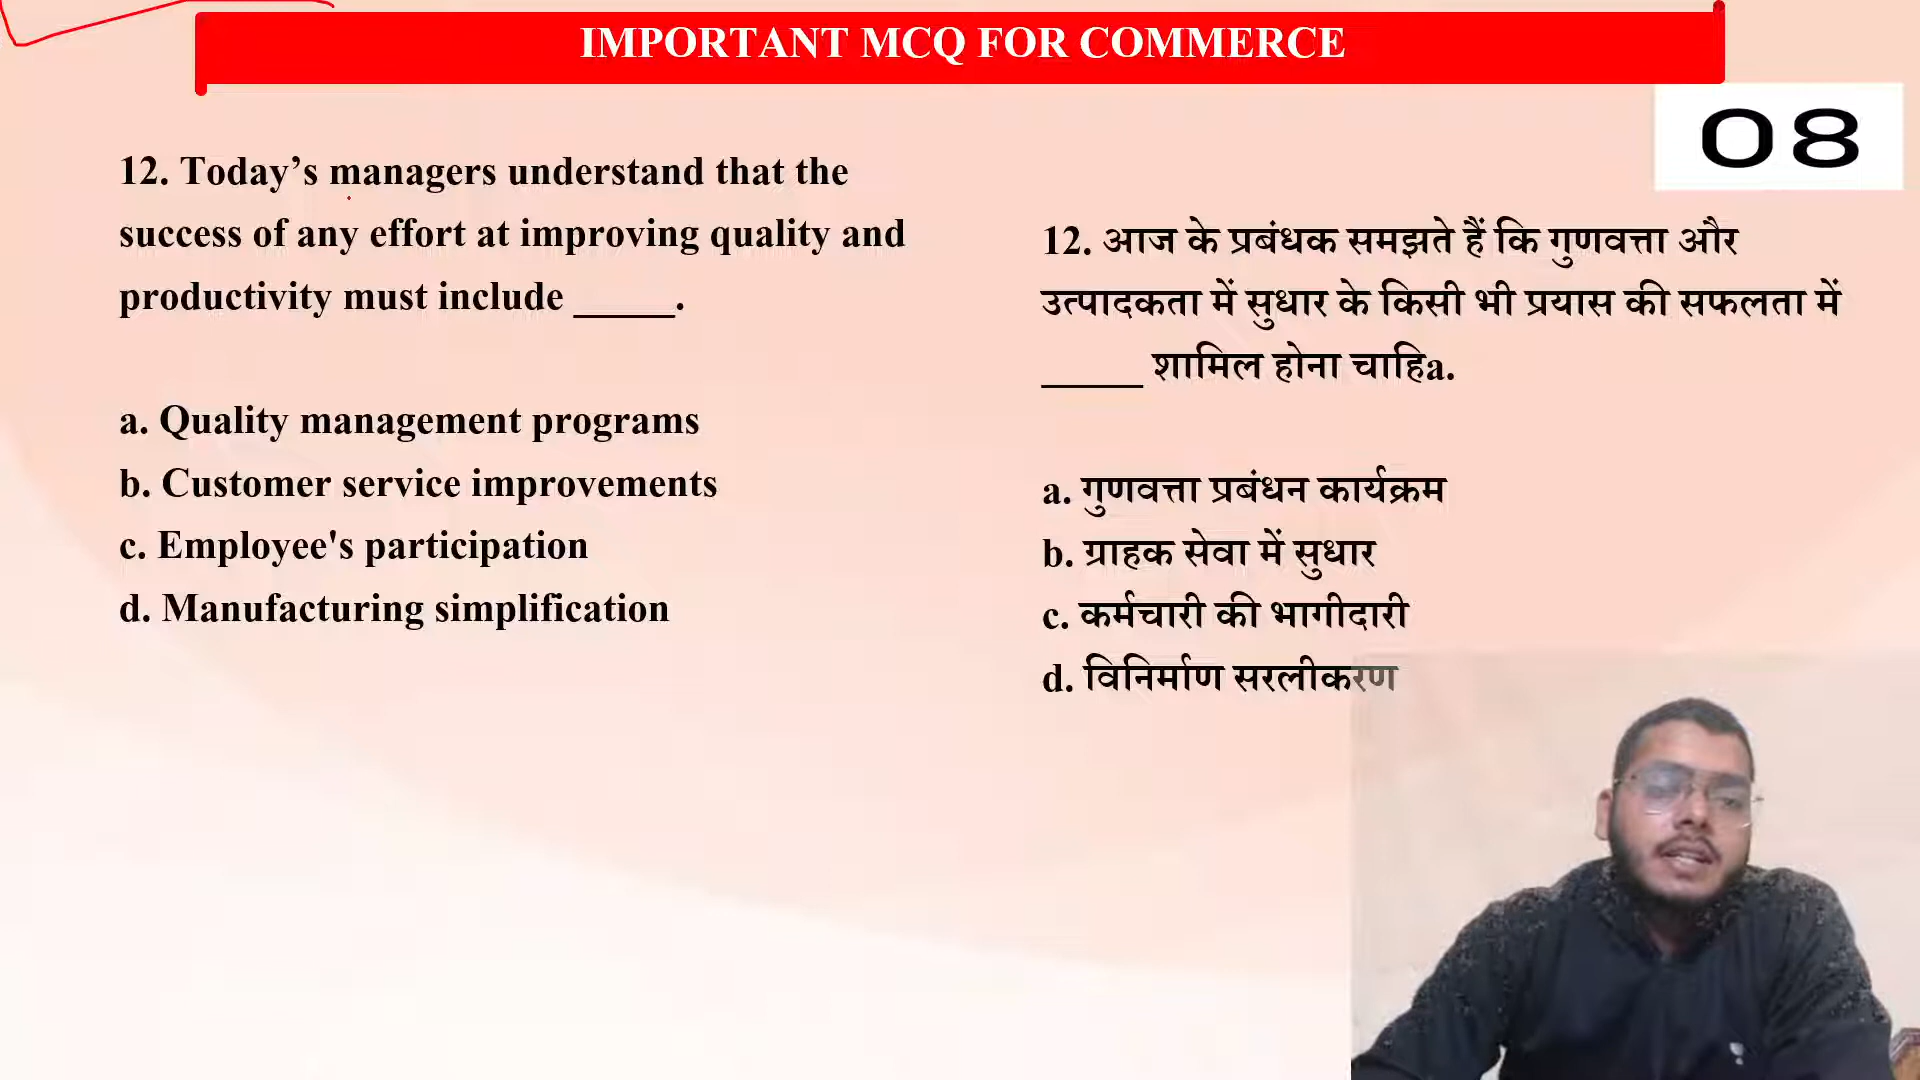 IMPORTANT MCQ FOR COMMERCE
08
12. Today’s managers understand that the
success of any effort at improving quality and
productivity must include _____.
a. Quality management programs
b. Customer service improvements
c. Employee's participation
d. Manufacturing simplification
12. आज के प्रबंधक समझते हैं कि गुणवत्ता और
उत्पादकता में सुधार के किसी भी प्रयास की सफलता में
_____ शामिल होना चाहिa.
a. गुणवत्ता प्रबंधन कार्यक्रम
b. ग्राहक सेवा में सुधार
c. कर्मचारी की भागीदारी
d. विनिर्माण सरलीकरण